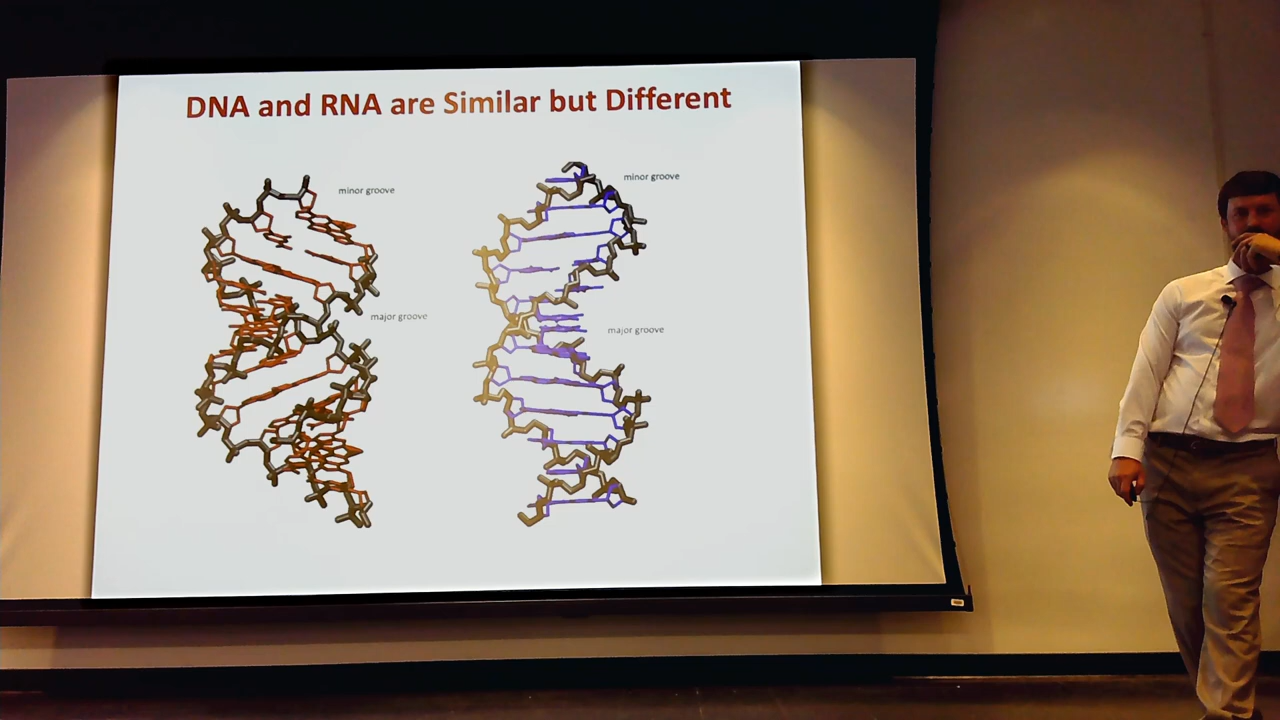 DNA and RNA are Similar but Different
minor groove
minor groove
major groove
major groove